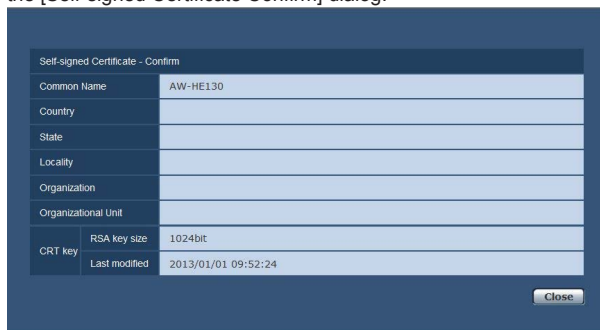 the [Self-signed Certificate Confirm] dialog.
Self-signed Certificate - Confirm
Common Name AW-HE130
Country
State
Locality
Organization
Organizational Unit
CRT key RSA key size 1024bit
Last modified 2013/01/01 09:52:24
Close